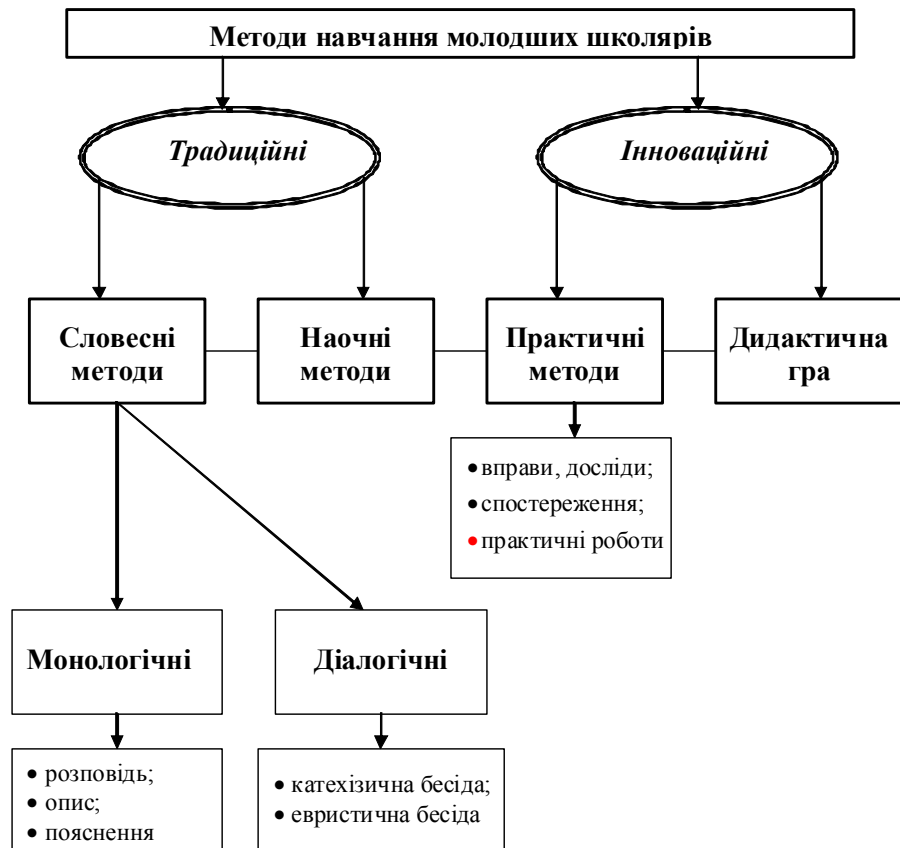 Методи навчання молодших школярів
Традиційні
Інноваційні
Словесні
методи
Наочні
методи
Практичні
методи
Дидактична
гра
• вправи, досліди;
• спостереження;
• практичні роботи
Монологічні
Діалогічні
• розповідь;
• опис;
• пояснення
• катехізична бесіда;
• евристична бесіда